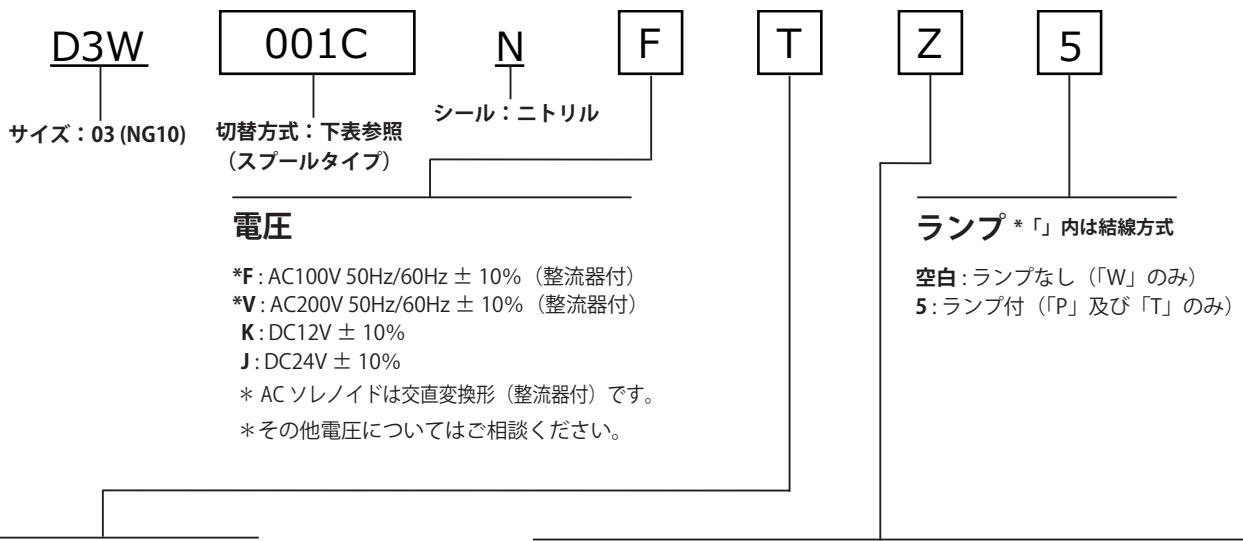 D3W 001C N F T Z 5
サイズ：03 (NG10)
切替方式：下表参照
（スプールタイプ）
シール：ニトリル
電圧
*F : AC100V 50Hz/60Hz ± 10%（整流器付）
*V : AC200V 50Hz/60Hz ± 10%（整流器付）
K : DC12V ± 10%
J : DC24V ± 10%
＊ AC ソレノイドは交直変換形（整流器付）です。
＊その他電圧についてはご相談ください。
ランプ *「」内は結線方式
空白 : ランプなし（「W」のみ）
5 : ランプ付（「P」及び「T」のみ）